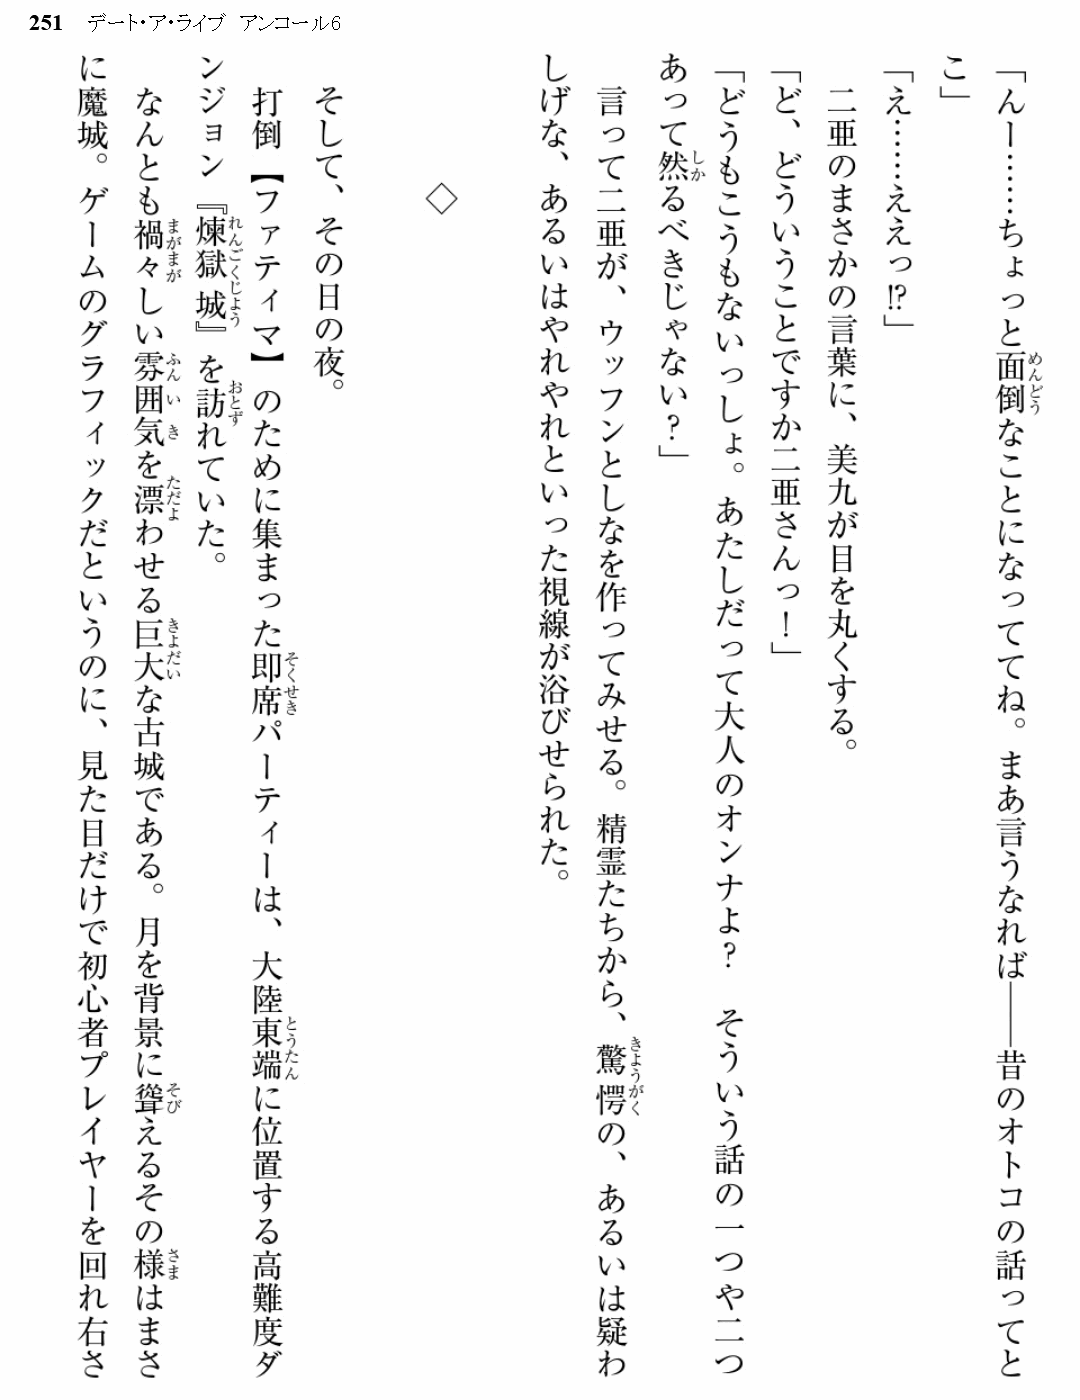 251 デート・ア・ライブ アンコール6
「んー……ちょっと面倒なことになっててね。まあ言うなれば――昔のオトコの話ってと
こ」
「え……ええっ!?」
二亜のまさかの言葉に、美九が目を丸くする。
「ど、どういうことですか二亜さんっ！」
「どうもこうもないっしょ。あたしだって大人のオンナよ？　そういう話の一つや二つ
あって然るべきじゃない？」
言って二亜が、ウッフンとしなを作ってみせる。精霊たちから、驚愕の、あるいは疑わ
しげな、あるいはやれやれといった視線が浴びせられた。
◇
そして、その日の夜。
打倒【ファティマ】のために集まった即席パーティーは、大陸東端に位置する高難度ダ
ンジョン『煉獄城』を訪れていた。
なんとも禍々しい雰囲気を漂わせる巨大な古城である。月を背景に聳えるその様はまさ
に魔城。ゲームのグラフィックだというのに、見た目だけで初心者プレイヤーを回れ右さ